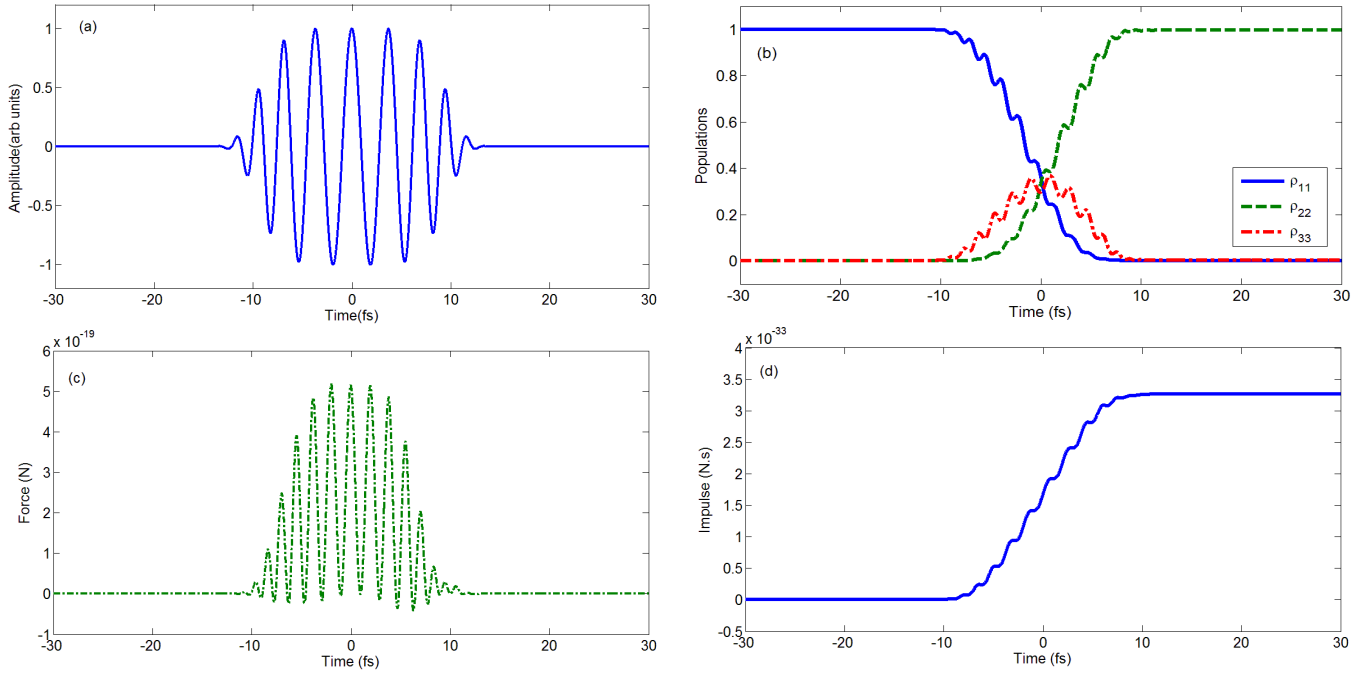 (a)
Amplitude(arb units)
1
0.5
0
-0.5
-1
-30 -20 -10 0 10 20 30
Time(fs)
(b)
Populations
1
0.8
0.6
0.4
0.2
0
ρ11
ρ22
ρ33
-30 -20 -10 0 10 20 30
Time (fs)
x 10-19
(c)
Force (N)
6
5
4
3
2
1
0
-1
-30 -20 -10 0 10 20 30
Time (fs)
x 10-33
(d)
Impulse (N.s)
4
3.5
3
2.5
2
1.5
1
0.5
0
-0.5
-30 -20 -10 0 10 20 30
Time (fs)